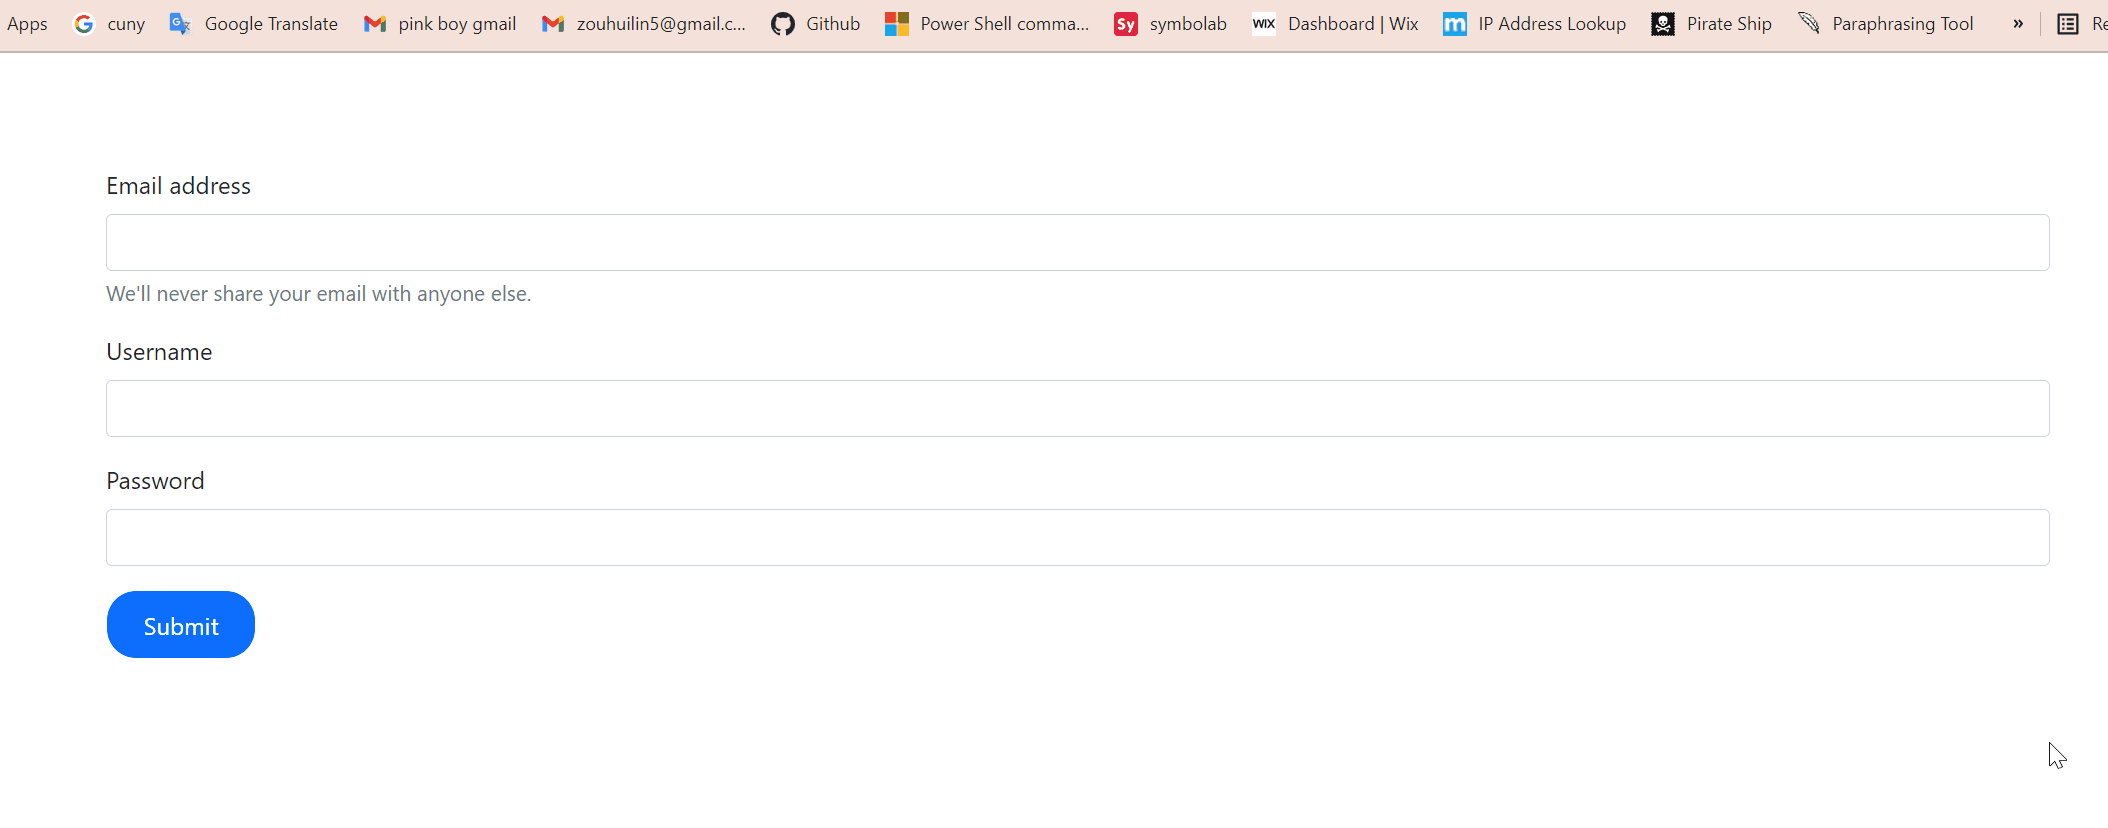 Apps cuny Google Translate pink boy gmail zouhuilin5@gmail.c... Github Power Shell comma... Sy symbolab WIX Dashboard | Wix m IP Address Lookup Pirate Ship Paraphrasing Tool » Re
Email address
We'll never share your email with anyone else.
Username
Password
Submit